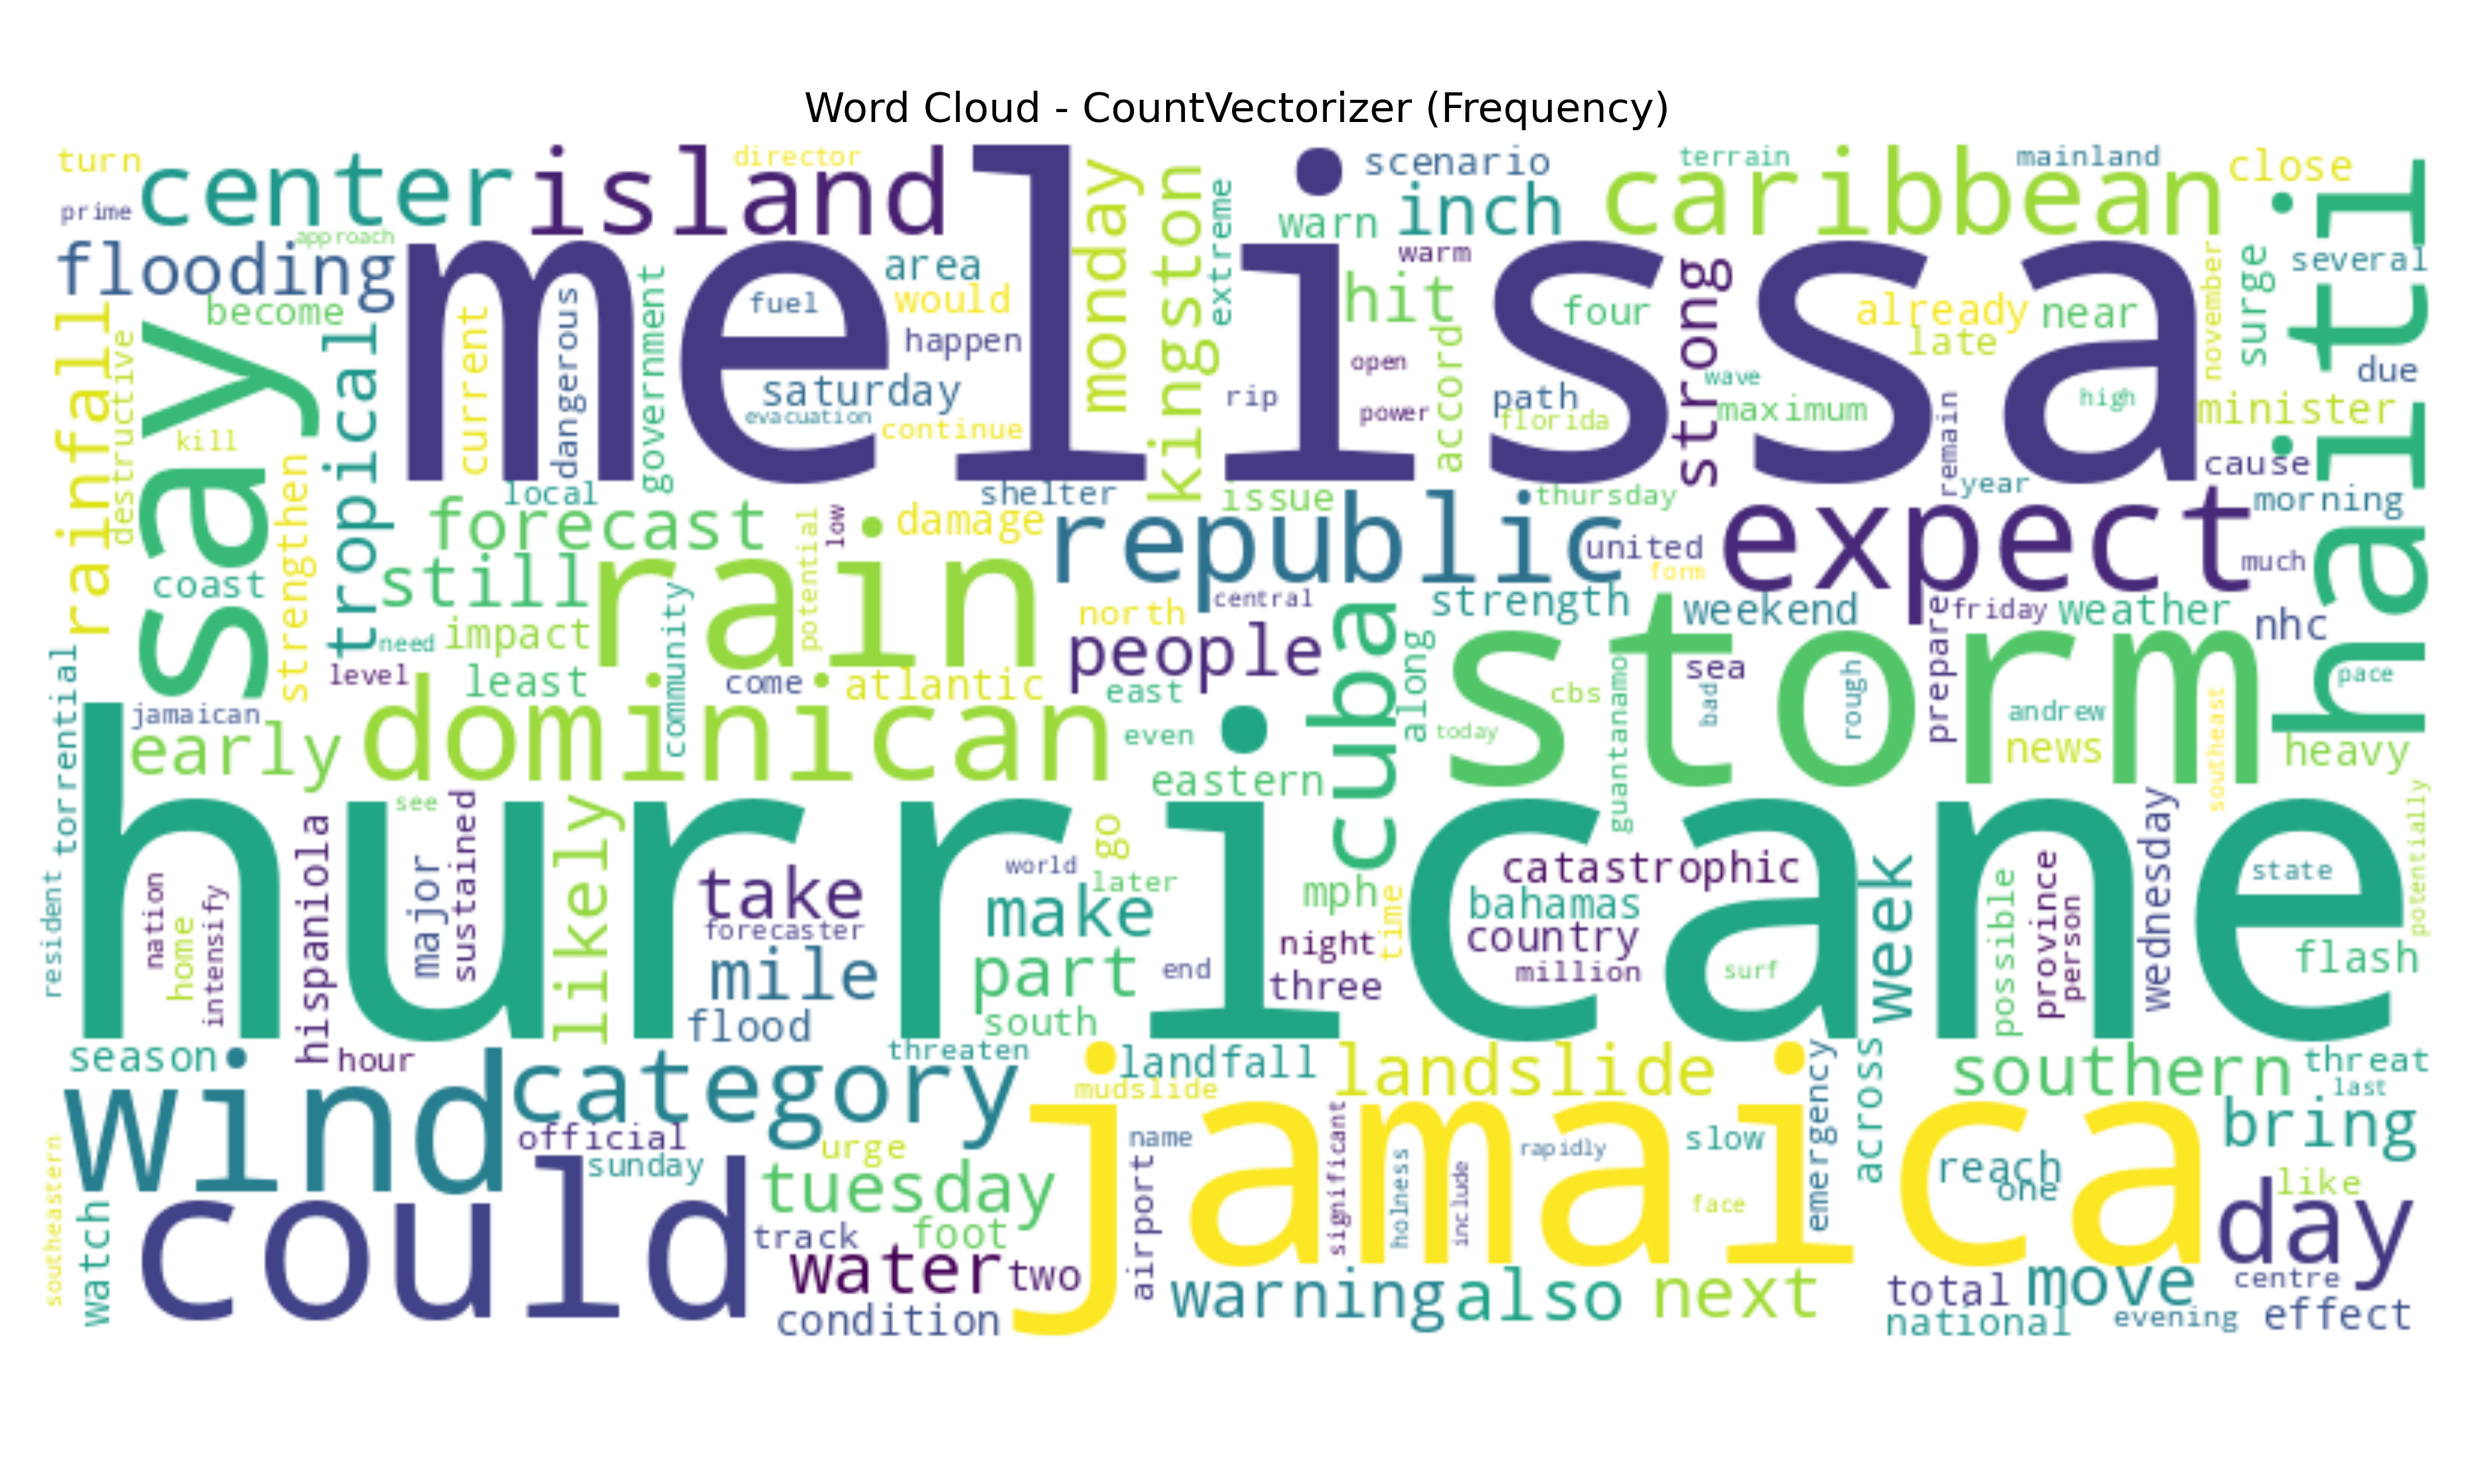 Word Cloud - CountVectorizer (Frequency)
turn
director
scenario
terrain
mainland
close
prime
center
island
melissa
monday
kingston
extreme
warn
inch
caribbean
haiti
approach
flooding
area
warm
november
surge
several
become
government
fuel
would
hit
four
strong
already
near
rainfall
destructive
say
tropical
current
dangerous
happen
accord
open
late
due
saturday
rip
path
wave
maximum
high
minister
kill
evacuation
continue
power
florida
remain
cause
strengthen
local
shelter
issue
thursday
year
morning
forecast
potential
low
damage
republic
united
expect
much
coast
still
rain
form
central
cuba
strength
weekend
prepare
friday
weather
nhc
need
impact
community
north
people
along
storm
sea
pace
torrential
level
least
come
atlantic
east
cbs
guantanamo
bad
rough
andrew
southeast
jamaican
early
dominican
even
today
news
heavy
eastern
hurricane
hispaniola
see
sustained
likely
go
wednesday
potentially
resident
nation
home
intensify
major
take
world
later
mph
time
catastrophic
week
possible
province
person
state
forecaster
make
bahamas
country
mile
part
end
night
three
million
surf
flash
flood
south
season
hour
threaten
landfall
landslide
emergency
across
southern
threat
last
wind
category
mudslide
jamaica
bring
southeastern
watch
official
sunday
urge
airport
name
significant
holness
include
rapidly
slow
reach
one
like
could
tuesday
face
day
track
foot
water
two
condition
warning
also
next
total
move
centre
national
evening
effect